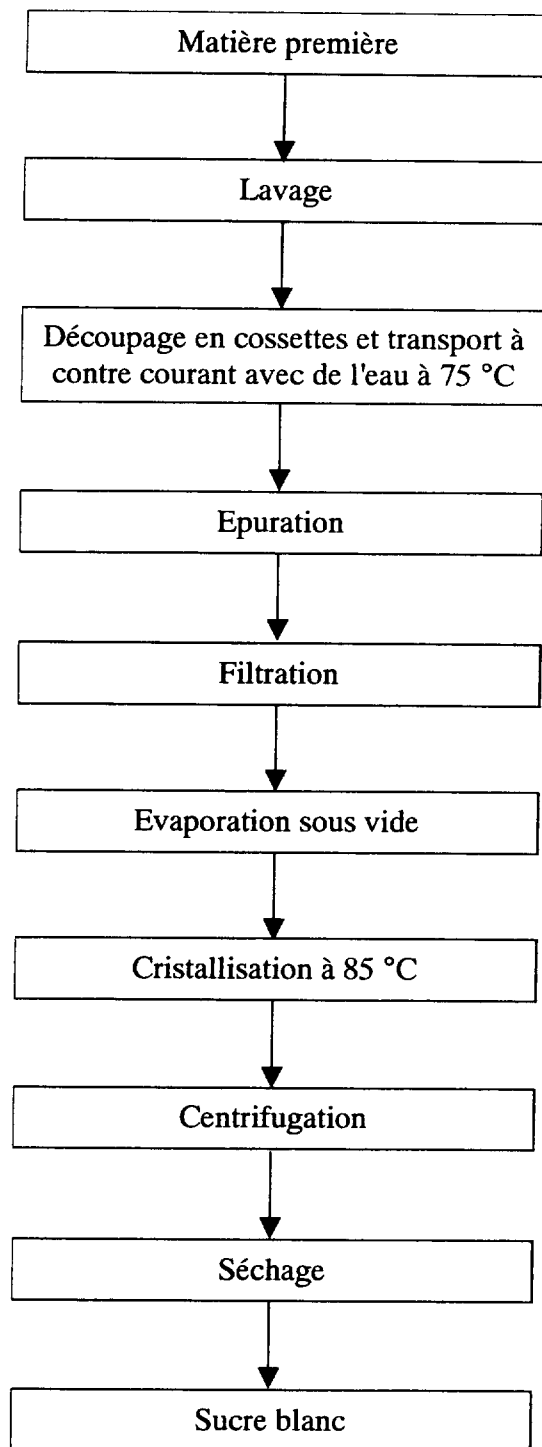 Matière première
Lavage
Découpage en cossettes et transport à
contre courant avec de l'eau à 75 °C
Epuration
Filtration
Evaporation sous vide
Cristallisation à 85 °C
Centrifugation
Séchage
Sucre blanc